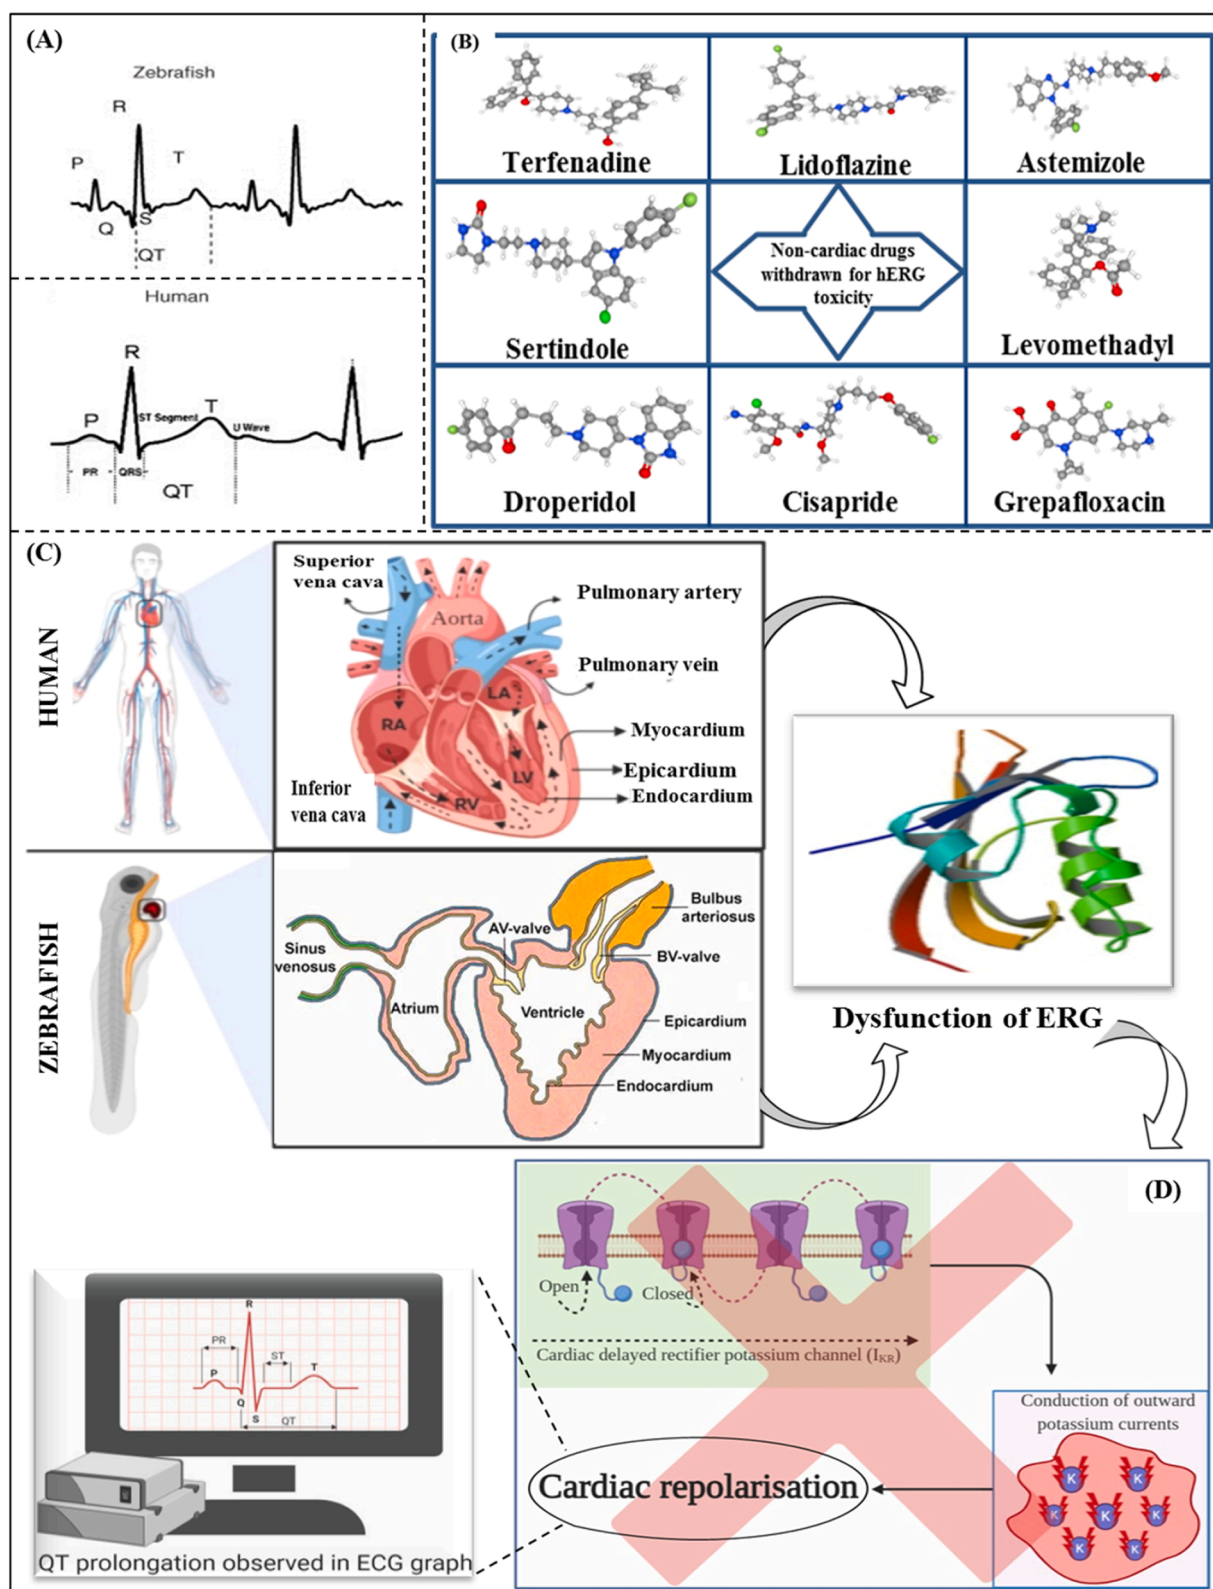 (A)
Zebrafish
R
P
T
Q
S
QT
Human
R
P
ST Segment
T
U Wave
PR
QRS
QT
(B)
Terfenadine
Lidoflazine
Astemizole
Sertindole
Non-cardiac drugs
withdrawn for hERG
toxicity
Levomethadyl
Droperidol
Cisapride
Grepafloxacin
(C)
HUMAN
Superior
vena cava
Aorta
Pulmonary artery
Pulmonary vein
LA
RA
Myocardium
LV
Epicardium
Endocardium
RV
Inferior
vena cava
ZEBRAFISH
Sinus
venosus
AV-valve
Bulbus
arteriosus
BV-valve
Atrium
Ventricle
Epicardium
Myocardium
Endocardium
Dysfunction of ERG
(D)
Open
Closed
Cardiac delayed rectifier potassium channel (IKR)
Conduction of outward
potassium currents
K
K
K
K
K
K
K
Cardiac repolarisation
R
PR
ST
P
T
Q
S
QT
QT prolongation observed in ECG graph